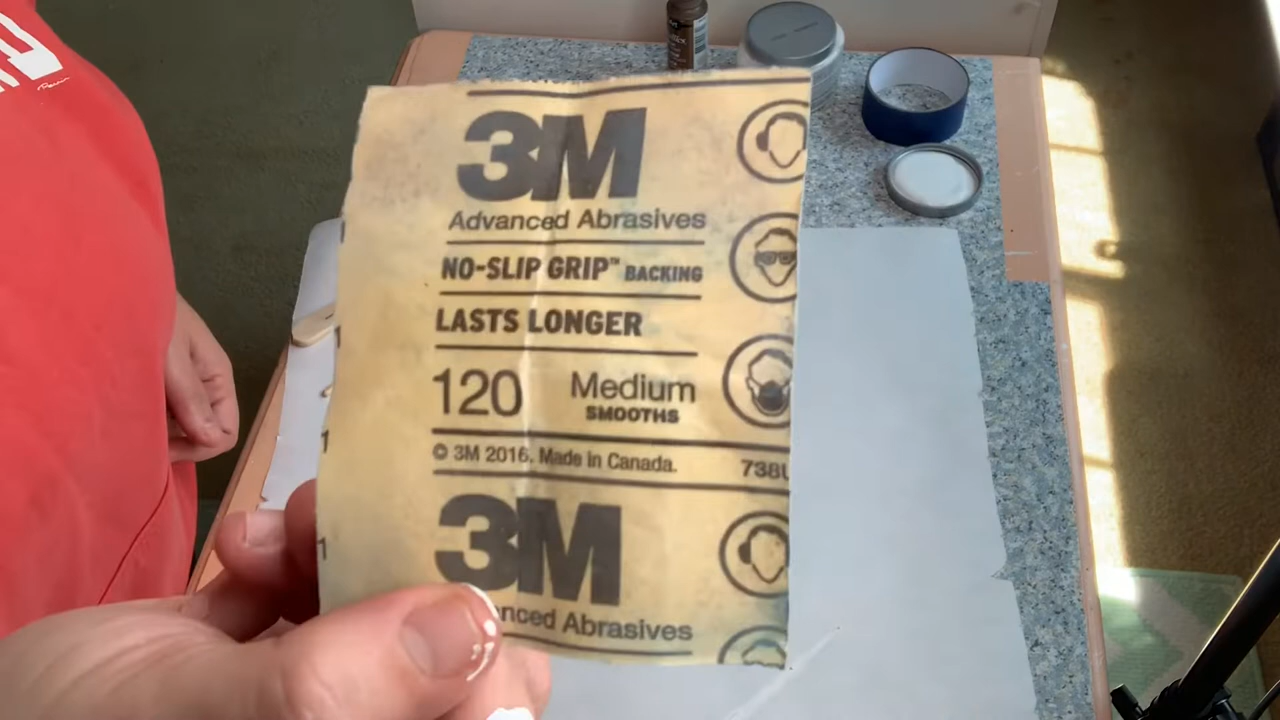 3M
Advanced Abrasives
NO-SLIP GRIP™ BACKING
LASTS LONGER
120 Medium
SMOOTHS
© 3M 2016. Made in Canada. 738U
3M
nced Abrasives